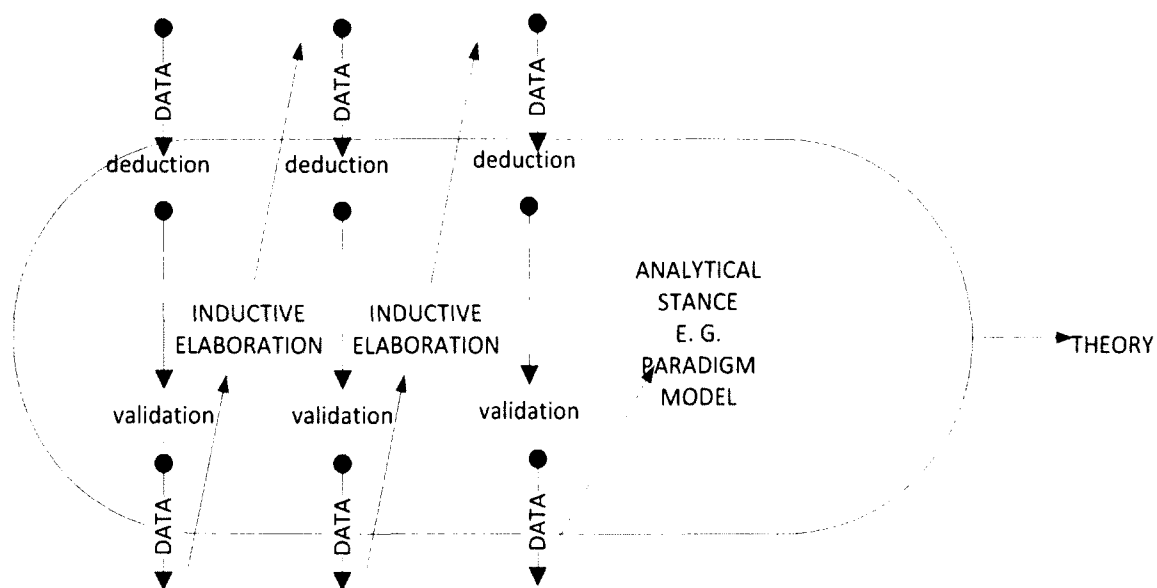 DATA DATA DATA
deduction deduction deduction
INDUCTIVE
ELABORATION
INDUCTIVE
ELABORATION
ANALYTICAL
STANCE
E. G.
PARADIGM
MODEL
THEORY
validation validation validation
DATA DATA DATA